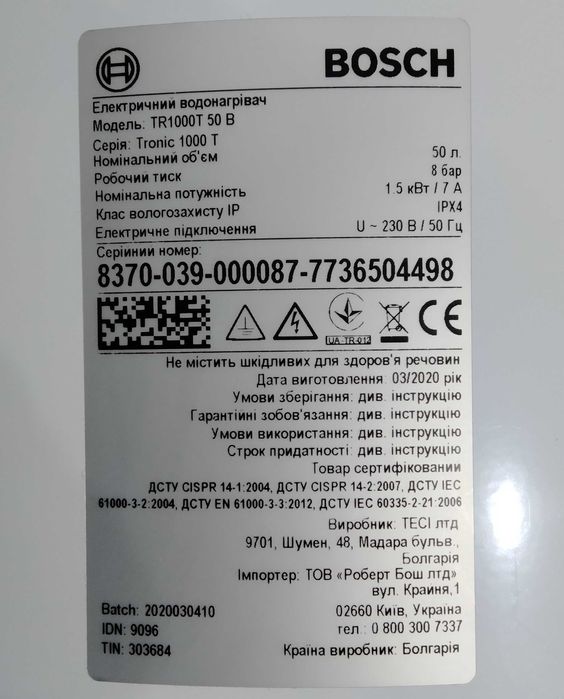 BOSCH
Електричний водонагрівач
Модель: TR1000T 50 B
Серія: Tronic 1000 T
Номінальний об'єм 50 л.
Робочий тиск 8 бар
Номінальна потужність 1.5 кВт / 7 А
Клас вологозахисту IP IPX4
Електричне підключення U ~ 230 В / 50 Гц
Серійний номер:
8370-039-000087-7736504498
UA-TR-012
CE
Не містить шкідливих для здоров'я речовин
Дата виготовлення: 03/2020 рік
Умови зберігання: див. інструкцію
Гарантійні зобов'язання: див. інструкцію
Умови використання: див. інструкцію
Строк придатності: див. інструкцію
Товар сертифікований
ДСТУ CISPR 14-1:2004, ДСТУ CISPR 14-2:2007, ДСТУ IEC
61000-3-2:2004, ДСТУ EN 61000-3-3:2012, ДСТУ IEC 60335-2-21:2006
Виробник: ТЕСІ лтд
9701, Шумен, 48, Мадара бульв.,
Болгарія
Імпортер: ТОВ «Роберт Бош лтд»
вул. Крайня,1
Batch: 2020030410 02660 Київ, Україна
IDN: 9096 тел.: 0 800 300 7337
TIN: 303684 Країна виробник: Болгарія